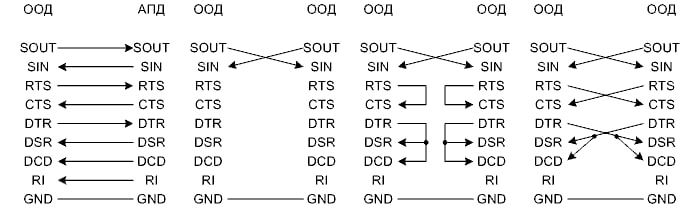 ООД АПД ООД ООД ООД ООД ООД ООД
SOUT SOUT SOUT SOUT SOUT SOUT SOUT SOUT
SIN SIN SIN SIN SIN SIN SIN SIN
RTS RTS RTS RTS RTS RTS RTS RTS
CTS CTS CTS CTS CTS CTS CTS CTS
DTR DTR DTR DTR DTR DTR DTR DTR
DSR DSR DSR DSR DSR DSR DSR DSR
DCD DCD DCD DCD DCD DCD DCD DCD
RI RI RI RI RI RI RI RI
GND GND GND GND GND GND GND GND